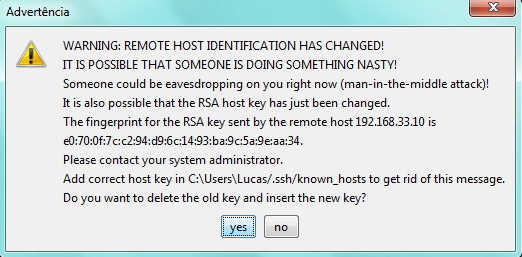 Advertência
WARNING: REMOTE HOST IDENTIFICATION HAS CHANGED!
IT IS POSSIBLE THAT SOMEONE IS DOING SOMETHING NASTY!
Someone could be eavesdropping on you right now (man-in-the-middle attack)!
It is also possible that the RSA host key has just been changed.
The fingerprint for the RSA key sent by the remote host 192.168.33.10 is
e0:70:0f:7c:c2:94:d9:6c:14:93:ba:9c:5a:9e:aa:34.
Please contact your system administrator.
Add correct host key in C:\Users\Lucas/.ssh/known_hosts to get rid of this message.
Do you want to delete the old key and insert the new key?
yes no